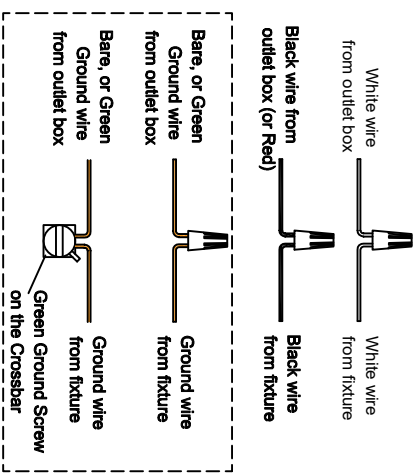 White wire
from outlet box
White wire
from fixture
Black wire from
outlet box (or Red)
Black wire
from fixture
Bare, or Green
Ground wire
from outlet box
Ground wire
from fixture
Bare, or Green
Ground wire
from outlet box
Ground wire
from fixture
Green Ground Screw
on the Crossbar